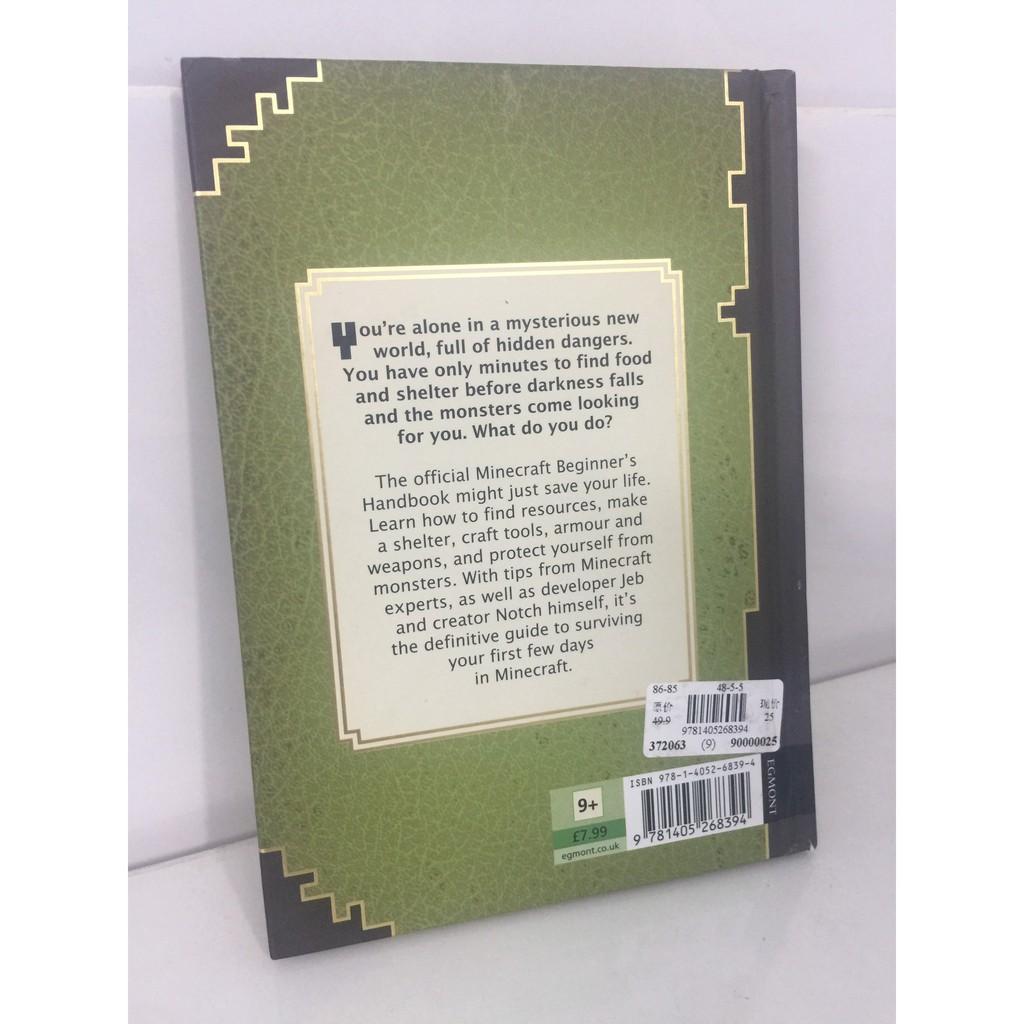 You're alone in a mysterious new
world, full of hidden dangers.
You have only minutes to find food
and shelter before darkness falls
and the monsters come looking
for you. What do you do?
The official Minecraft Beginner's
Handbook might just save your life.
Learn how to find resources, make
a shelter, craft tools, armour and
weapons, and protect yourself from
monsters. With tips from Minecraft
experts, as well as developer Jeb
and creator Notch himself, it's
the definitive guide to surviving
your first few days
in Minecraft.
86-85 48-5-5
原价 现价
49.9 25
9781405268394
372063 (9) 90000025
EGMONT
ISBN 978-1-4052-6839-4
9+
£7.99
egmont.co.uk
9 781405 268394